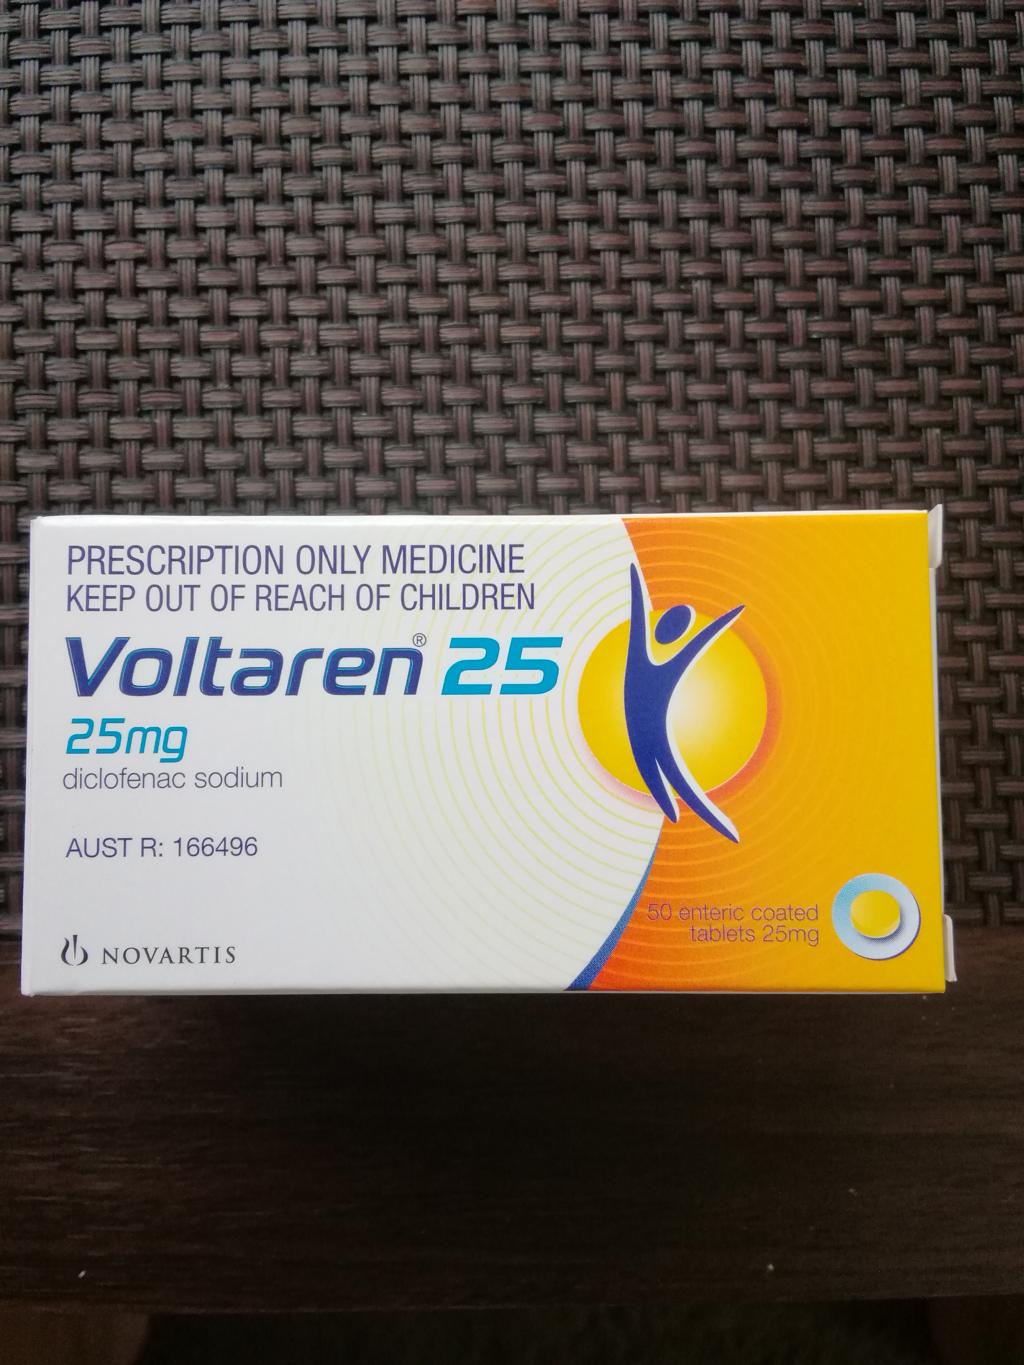 PRESCRIPTION ONLY MEDICINE
KEEP OUT OF REACH OF CHILDREN
Voltaren® 25
25mg
diclofenac sodium
AUST R: 166496
NOVARTIS
50 enteric coated
tablets 25mg